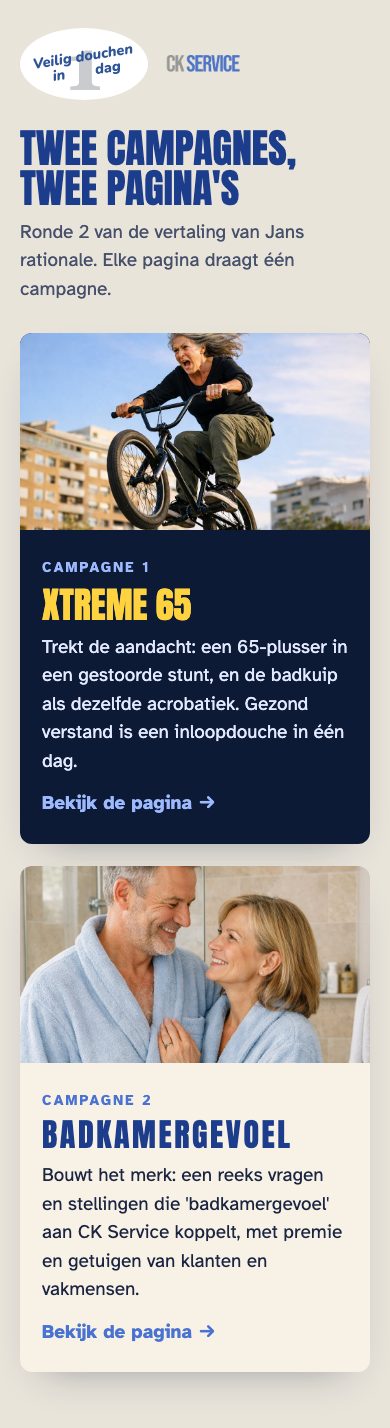 Veilig douchen
in 1 dag
CK SERVICE
TWEE CAMPAGNES,
TWEE PAGINA'S
Ronde 2 van de vertaling van Jans
rationale. Elke pagina draagt één
campagne.
CAMPAGNE 1
XTREME 65
Trekt de aandacht: een 65-plusser in
een gestoorde stunt, en de badkuip
als dezelfde acrobatiek. Gezond
verstand is een inloopdouche in één
dag.
Bekijk de pagina →
CAMPAGNE 2
BADKAMERGEVOEL
Bouwt het merk: een reeks vragen
en stellingen die 'badkamergevoel'
aan CK Service koppelt, met premie
en getuigen van klanten en
vakmensen.
Bekijk de pagina →